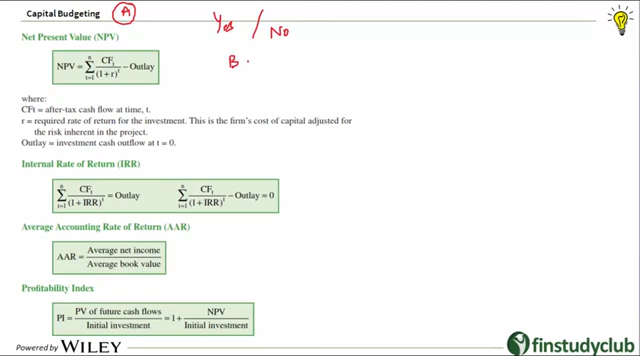 Capital Budgeting A
Yes / No
B .
Net Present Value (NPV)
NPV = n ∑ t=1 CFt / (1 + r)^t − Outlay
where:
CFt = after-tax cash flow at time, t.
r = required rate of return for the investment. This is the firm's cost of capital adjusted for
the risk inherent in the project.
Outlay = investment cash outflow at t = 0.
Internal Rate of Return (IRR)
n ∑ t=1 CFt / (1 + IRR)^t = Outlay    n ∑ t=1 CFt / (1 + IRR)^t − Outlay = 0
Average Accounting Rate of Return (AAR)
AAR = Average net income / Average book value
Profitability Index
PI = PV of future cash flows / Initial investment = 1 + NPV / Initial investment
Powered by WILEY
finstudyclub